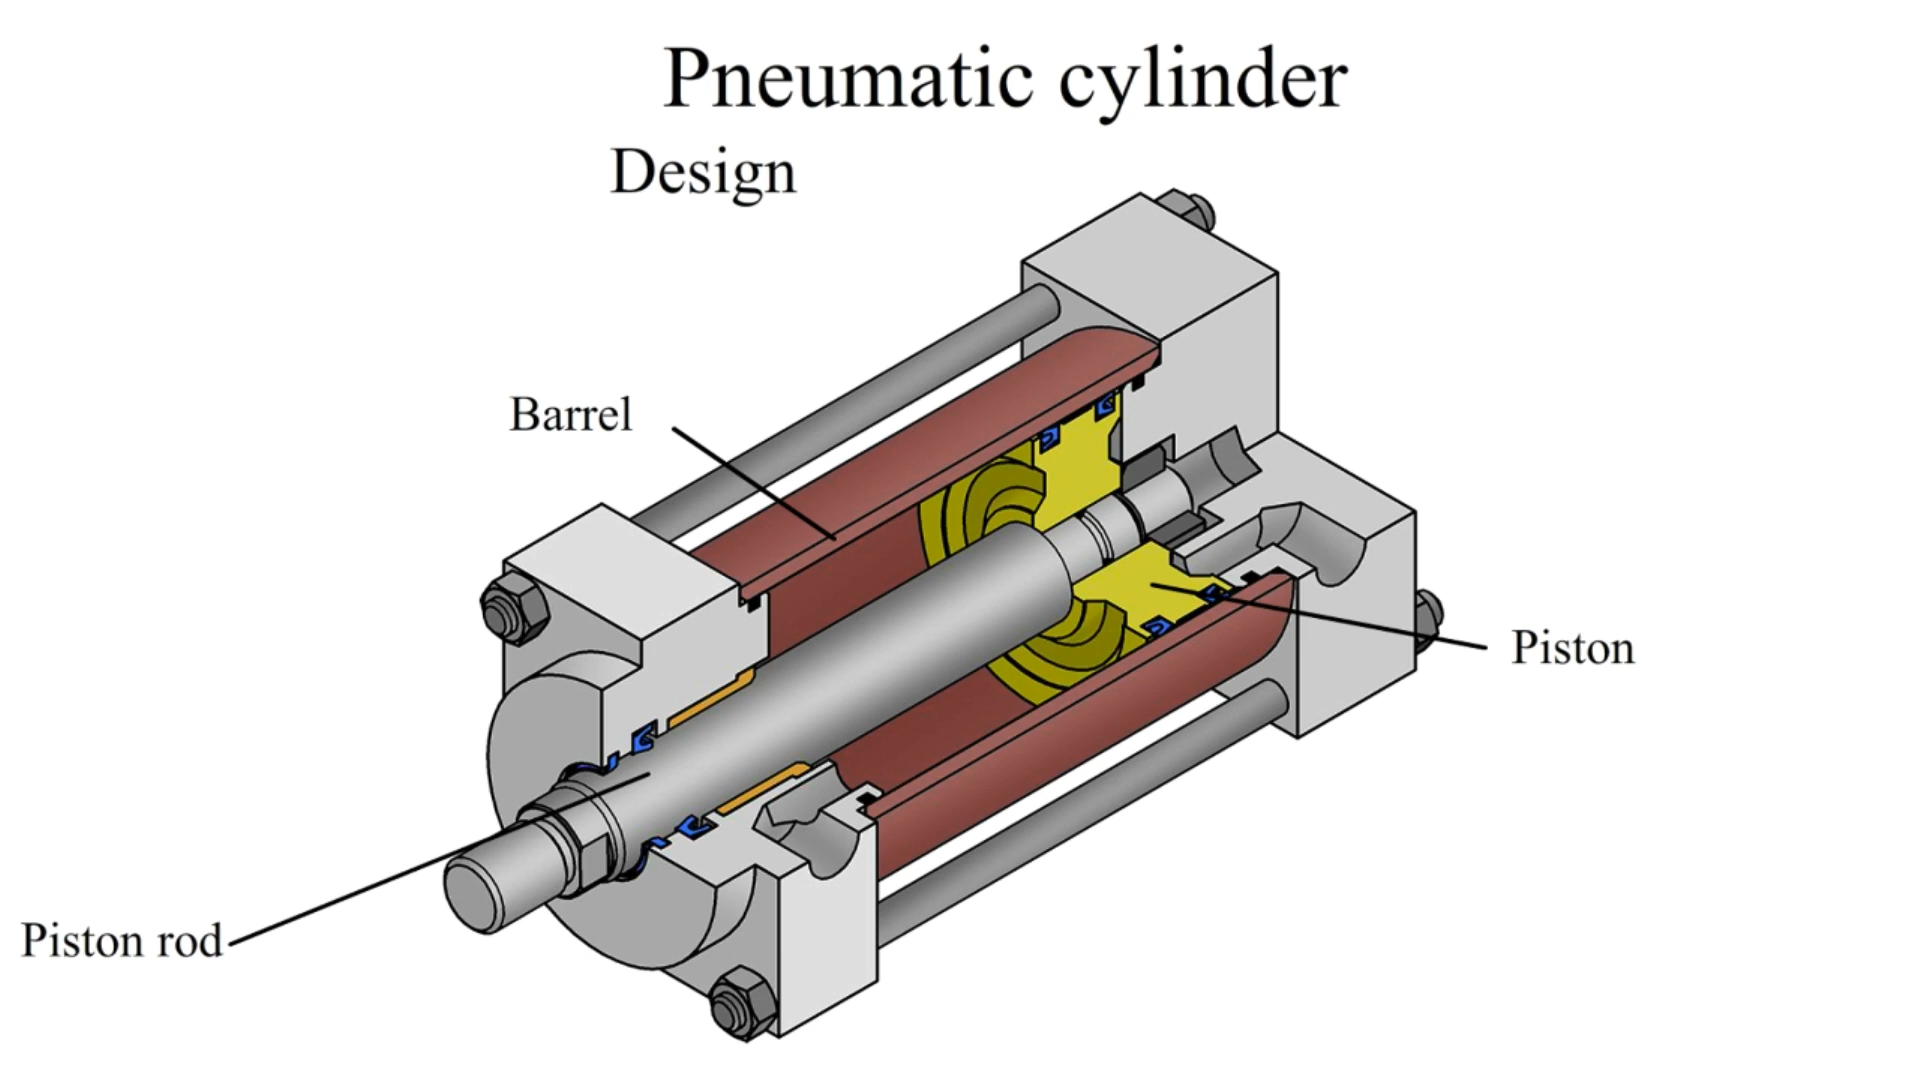 Pneumatic cylinder
Design
Barrel
Piston
Piston rod